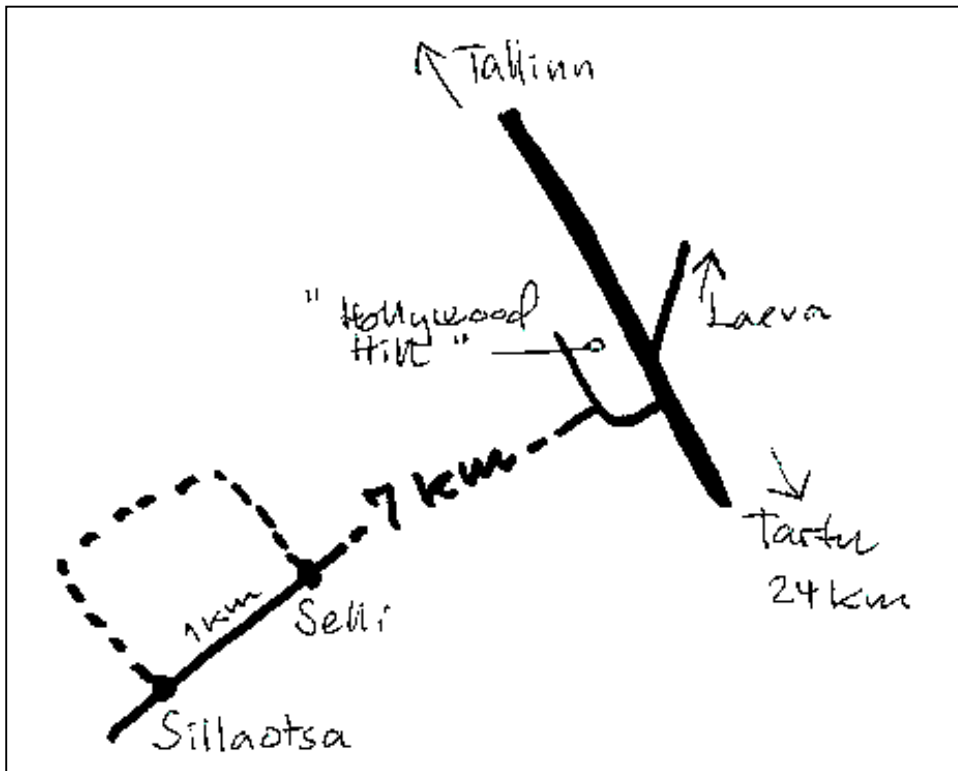 Tallinn
"Hollywood
Hill"
Laeva
7 km
Tartu
24 km
1 km
Selli
Sillaotsa